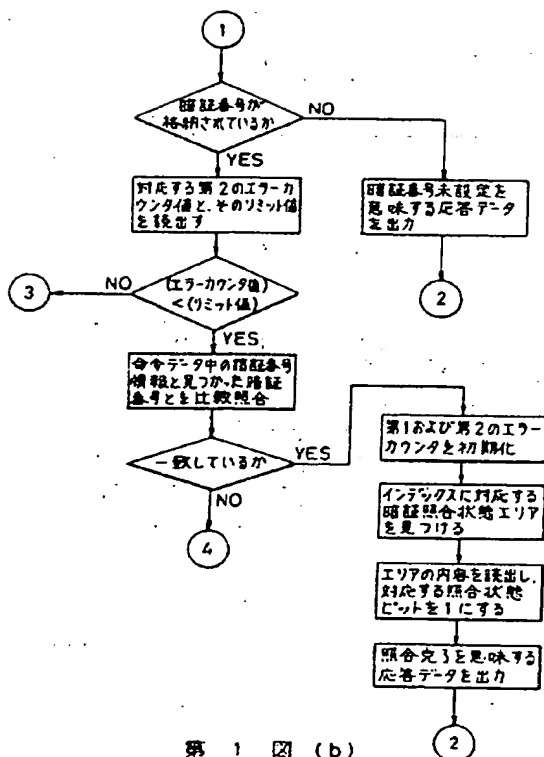 1
暗証番号が
格納されているか
NO
YES
対応する第2のエラーカ
ウンタ値と、そのリミット値
を読出す
暗証番号未設定を
意味する応答データ
を出力
2
3
NO
(エラーカウンタ値)
<(リミット値)
YES
命令データ中の暗証番号
情報と見つかった暗証
番号とを比較照合
一致しているか
YES
NO
4
第1および第2のエラー
カウンタを初期化
インデックスに対応する
暗証照合状態エリア
を見つける
エリアの内容を読出し、
対応する照合状態
ビットを1にする
照合完了を意味する
応答データを出力
2
第 1 図 (b)